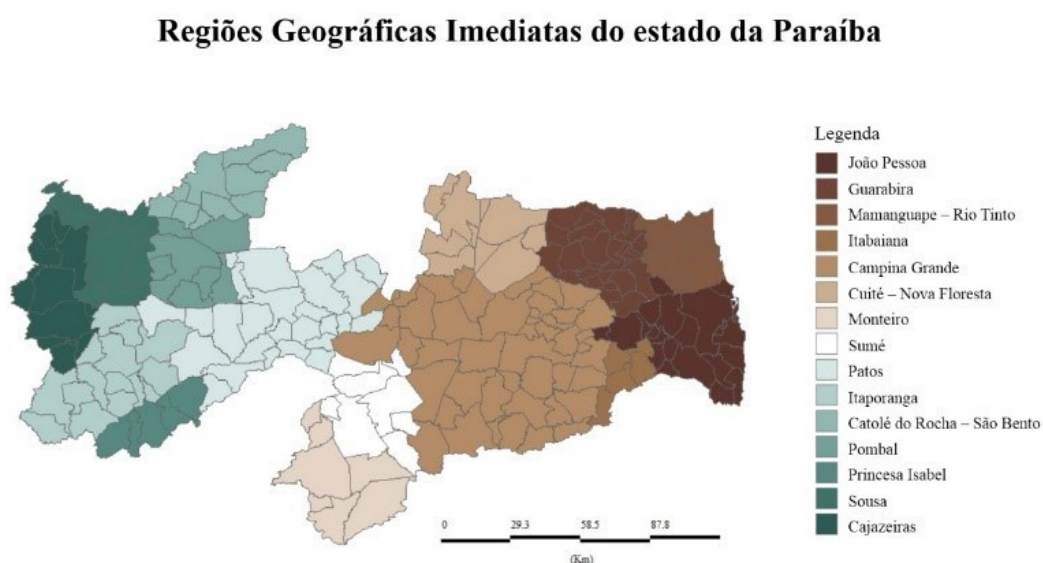 Regiões Geográficas Imediatas do estado da Paraíba
Legenda
João Pessoa
Guarabira
Mamanguape – Rio Tinto
Itabaiana
Campina Grande
Cuité – Nova Floresta
Monteiro
Sumé
Patos
Itaporanga
Catolé do Rocha – São Bento
Pombal
Princesa Isabel
Sousa
Cajazeiras
0 29.3 58.5 87.8
(Km)